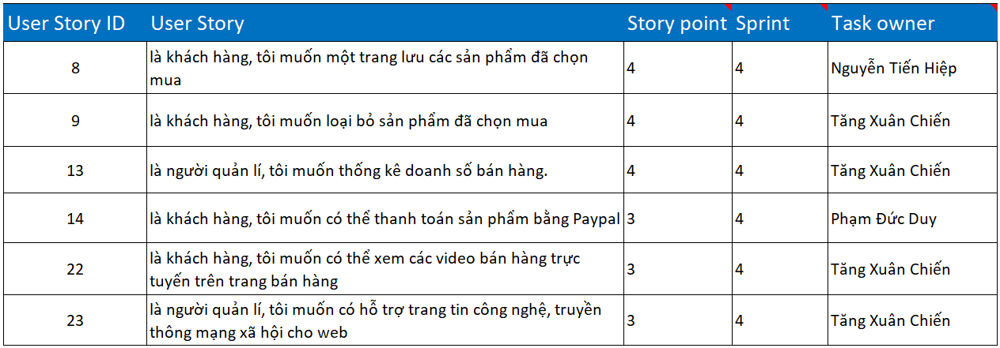 User Story ID User Story Story point Sprint Task owner
8 là khách hàng, tôi muốn một trang lưu các sản phẩm đã chọn
mua 4 4 Nguyễn Tiến Hiệp
9 là khách hàng, tôi muốn loại bỏ sản phẩm đã chọn mua 4 4 Tăng Xuân Chiến
13 là người quản lí, tôi muốn thống kê doanh số bán hàng. 4 4 Tăng Xuân Chiến
14 là khách hàng, tôi muốn có thể thanh toán sản phẩm bằng Paypal 3 4 Phạm Đức Duy
22 là khách hàng, tôi muốn có thể xem các video bán hàng trực
tuyến trên trang bán hàng 3 4 Tăng Xuân Chiến
23 là người quản lí, tôi muốn có hỗ trợ trang tin công nghệ, truyền
thông mạng xã hội cho web 3 4 Tăng Xuân Chiến